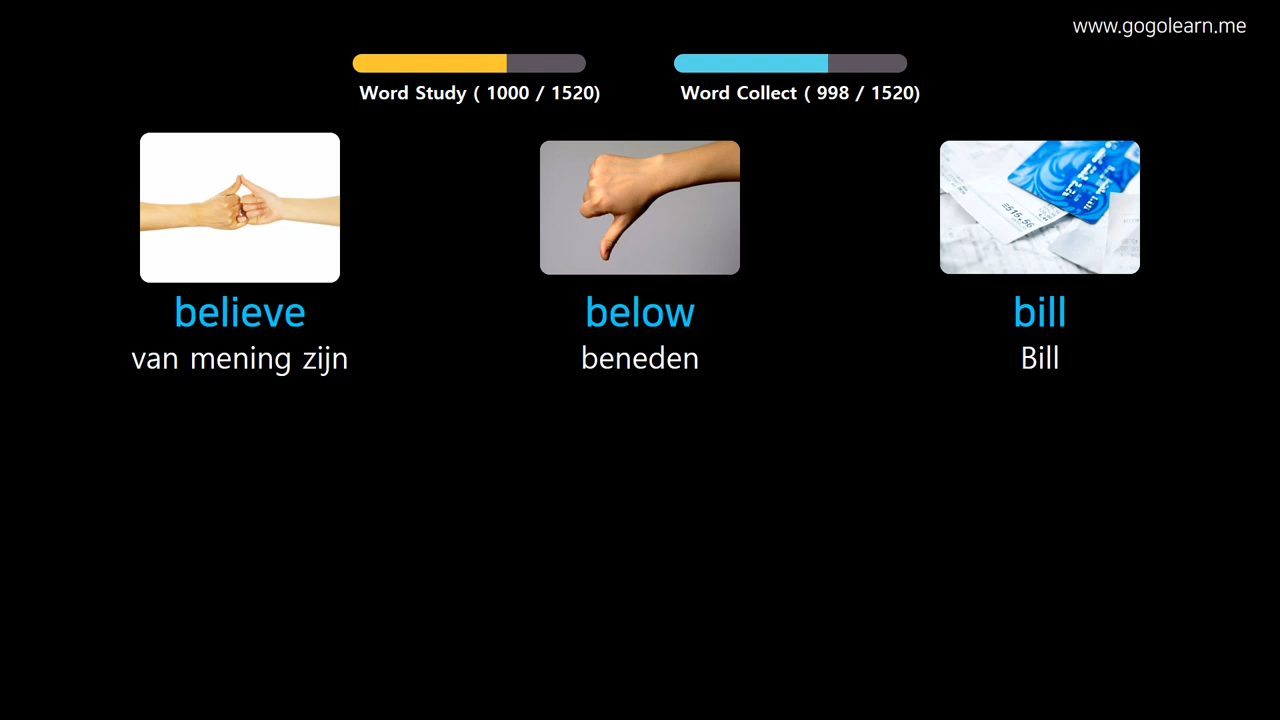 www.gogolearn.me
Word Study ( 1000 / 1520)
Word Collect ( 998 / 1520)
believe
van mening zijn
below
beneden
bill
Bill